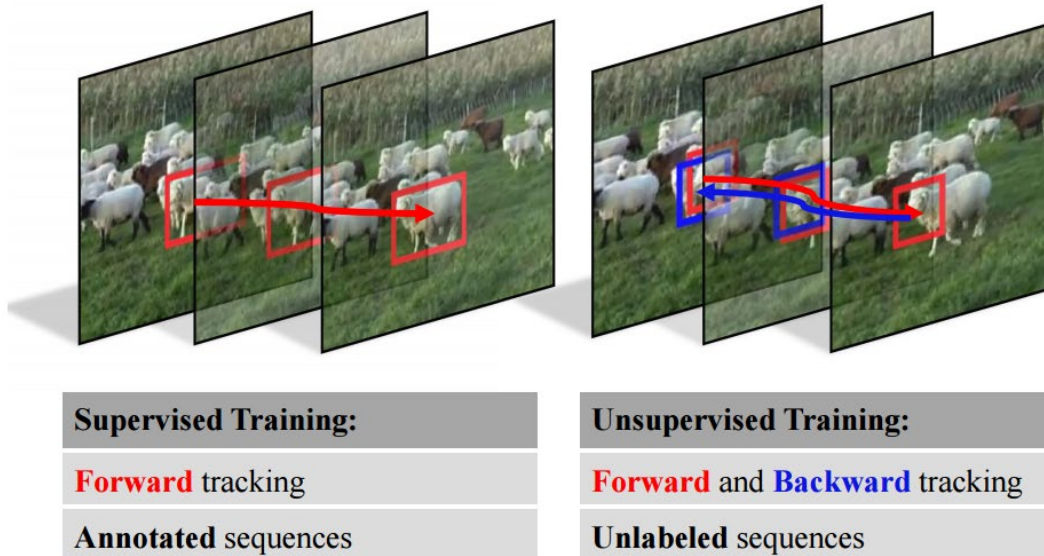 Supervised Training:
Forward tracking
Annotated sequences
Unsupervised Training:
Forward and Backward tracking
Unlabeled sequences